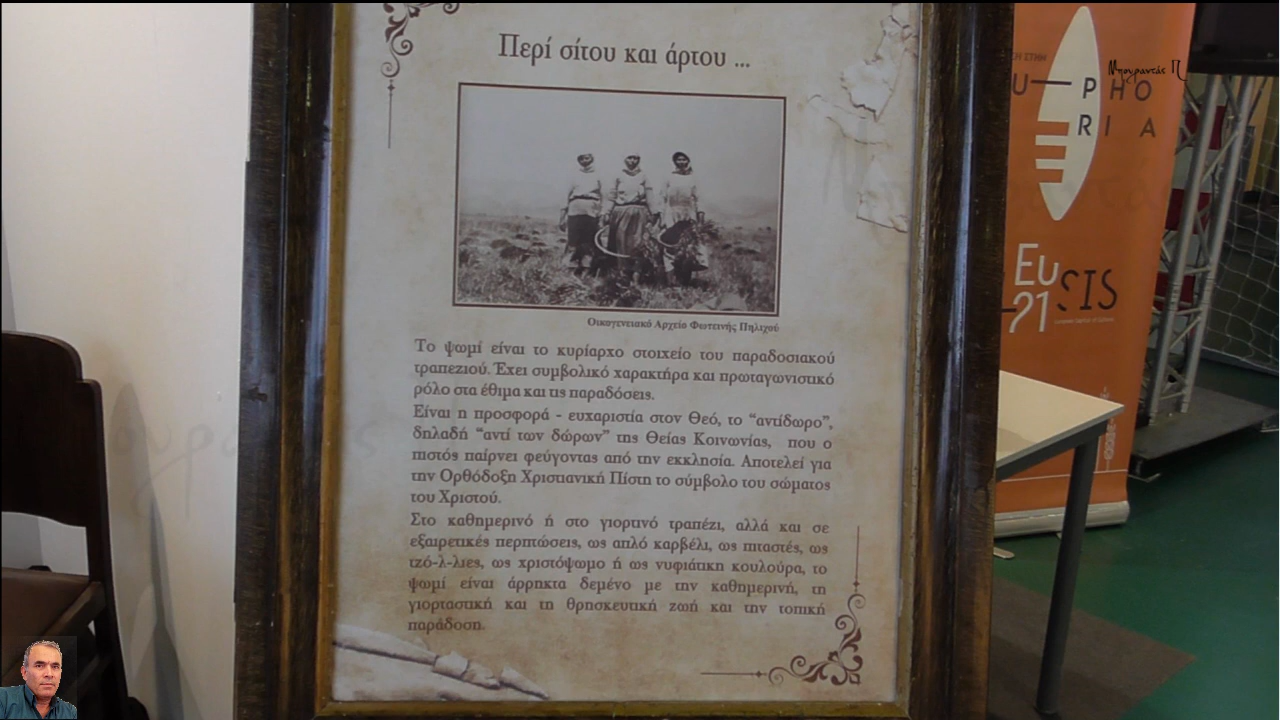 Περί σίτου και άρτου ...
Οικογενειακό Αρχείο Φωτεινής Πηλιχού
Το ψωμί είναι το κυρίαρχο στοιχείο του παραδοσιακού
τραπεζιού. Έχει συμβολικό χαρακτήρα και πρωταγωνιστικό
ρόλο στα έθιμα και τις παραδόσεις.
Είναι η προσφορά - ευχαριστία στον Θεό, το “αντίδωρο”,
δηλαδή “αντί των δώρων” της Θείας Κοινωνίας, που ο
πιστός παίρνει φεύγοντας από την εκκλησία. Αποτελεί για
την Ορθόδοξη Χριστιανική Πίστη το σύμβολο του σώματος
του Χριστού.
Στο καθημερινό ή στο γιορτινό τραπέζι, αλλά και σε
εξαιρετικές περιπτώσεις, ως απλό καρβέλι, ως πιταστές, ως
τζό-λ-λιες, ως χριστόψωμο ή ως νυφιάτικη κουλούρα, το
ψωμί είναι άρρηκτα δεμένο με την καθημερινή, τη
γιορταστική και τη θρησκευτική ζωή και την τοπική
παράδοση.
Μπουραντάς Π
U—PHO
RIA
Eu
SIS
21